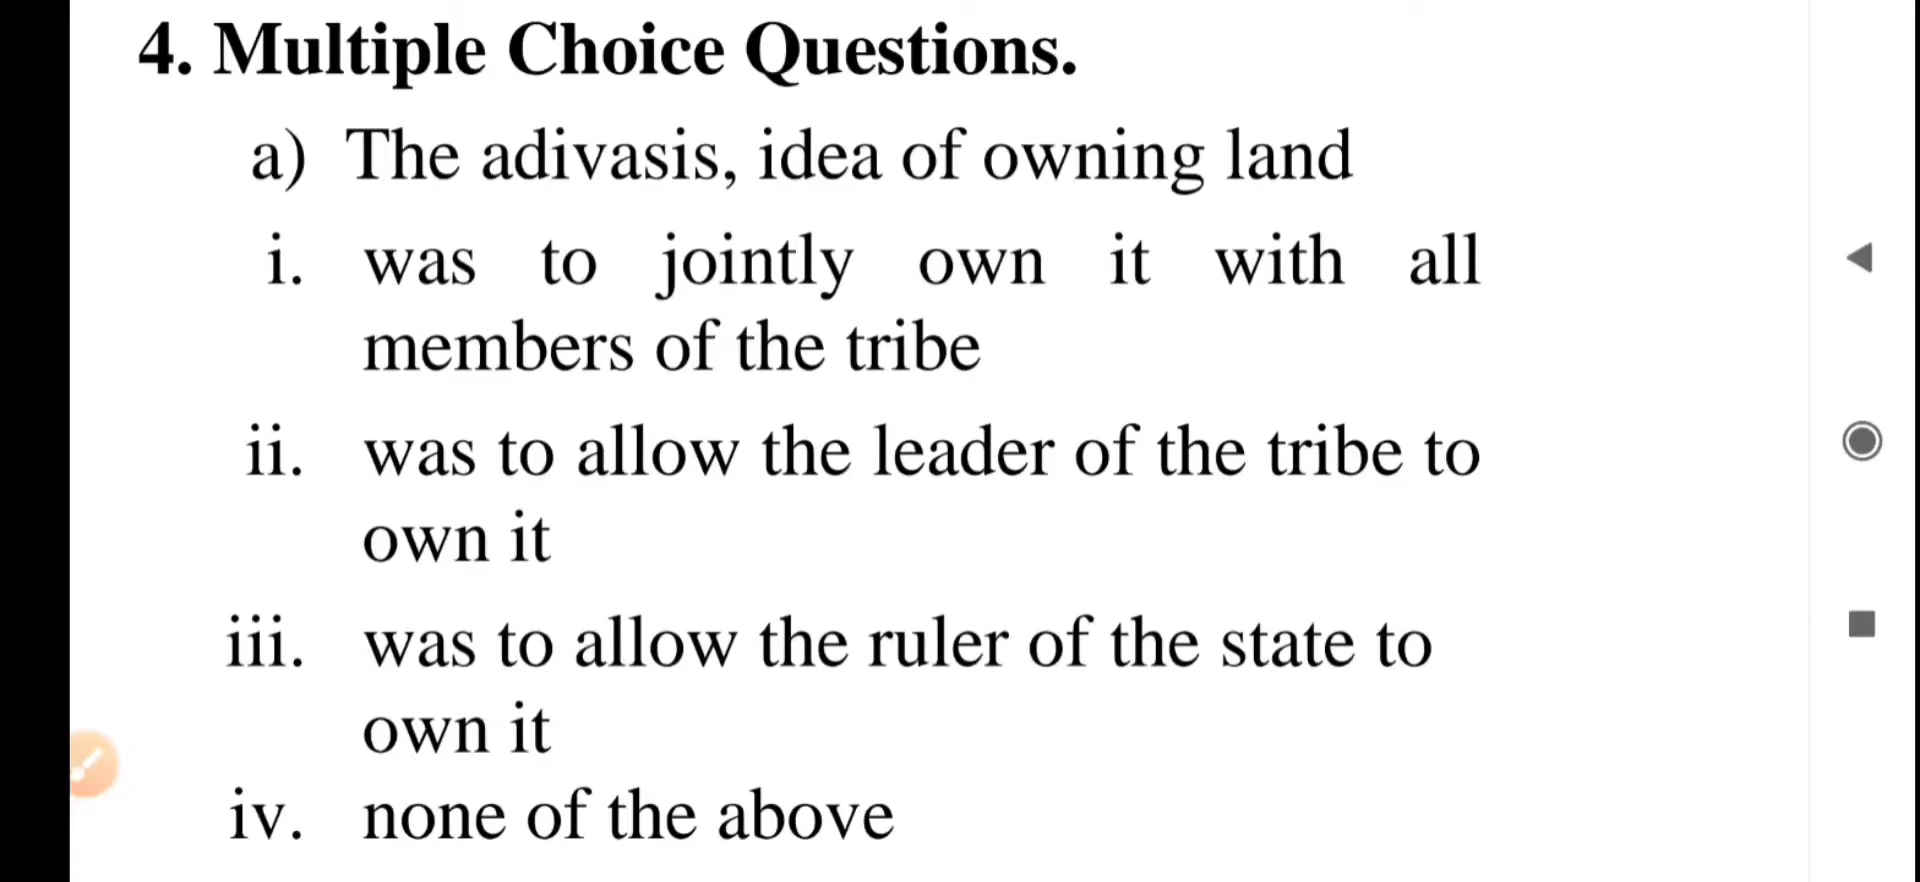 4. Multiple Choice Questions.
a) The adivasis, idea of owning land
i. was to jointly own it with all
members of the tribe
ii. was to allow the leader of the tribe to
own it
iii. was to allow the ruler of the state to
own it
iv. none of the above